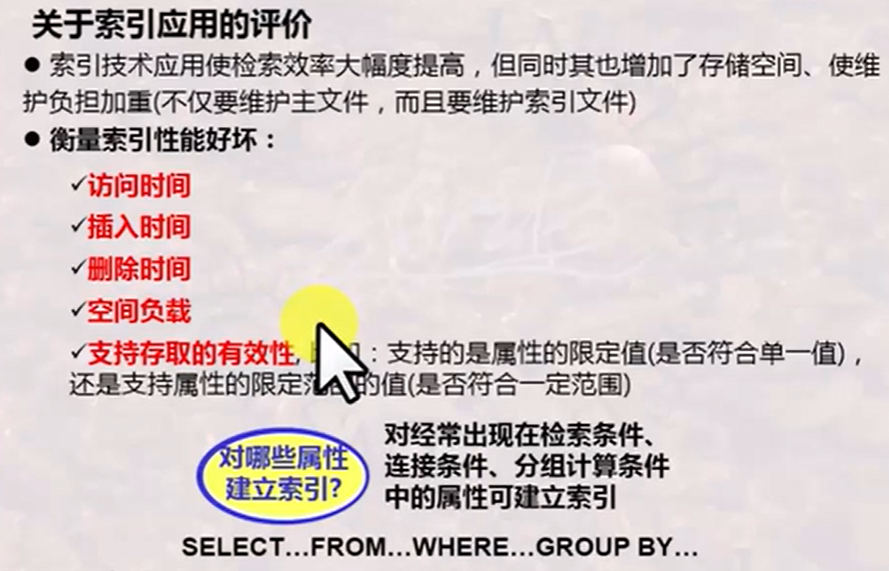 关于索引应用的评价
● 索引技术应用使检索效率大幅度提高，但同时其也增加了存储空间、使维
护负担加重(不仅要维护主文件，而且要维护索引文件)
● 衡量索引性能好坏：
✓访问时间
✓插入时间
✓删除时间
✓空间负载
✓支持存取的有效性, ：支持的是属性的限定值(是否符合单一值)，
还是支持属性的限定范 的值(是否符合一定范围)
对哪些属性
建立索引?
对经常出现在检索条件、
连接条件、分组计算条件
中的属性可建立索引
SELECT…FROM…WHERE…GROUP BY…